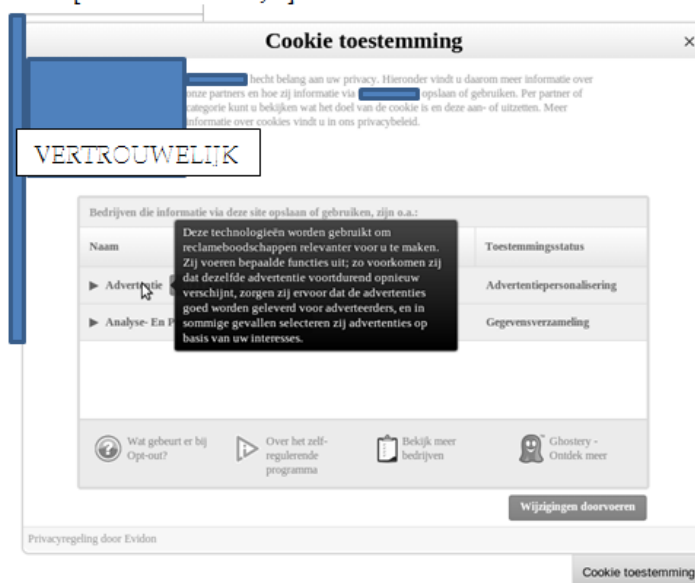 Cookie toestemming
×
hecht belang aan uw privacy. Hieronder vindt u daarom meer informatie over
onze partners en hoe zij informatie via opslaan of gebruiken. Per partner of
categorie kunt u bekijken wat het doel van de cookie is en deze aan- of uitzetten. Meer
informatie over cookies vindt u in ons privacybeleid.
VERTROUWELIJK
Bedrijven die informatie via deze site opslaan of gebruiken, zijn o.a.:
Naam
Toestemmingsstatus
Deze technologieën worden gebruikt om
reclameboodschappen relevanter voor u te maken.
Zij voeren bepaalde functies uit; zo voorkomen zij
dat dezelfde advertentie voortdurend opnieuw
verschijnt, zorgen zij ervoor dat de advertenties
goed worden geleverd voor adverteerders, en in
sommige gevallen selecteren zij advertenties op
basis van uw interesses.
Advertentie
Advertentiepersonalisering
Analyse- En P
Gegevensverzameling
Wat gebeurt er bij
Opt-out?
Over het zelf-
regulerende
programma
Bekijk meer
bedrijven
Ghostery -
Ontdek meer
Wijzigingen doorvoeren
Privacyregeling door Evidon
Cookie toestemming